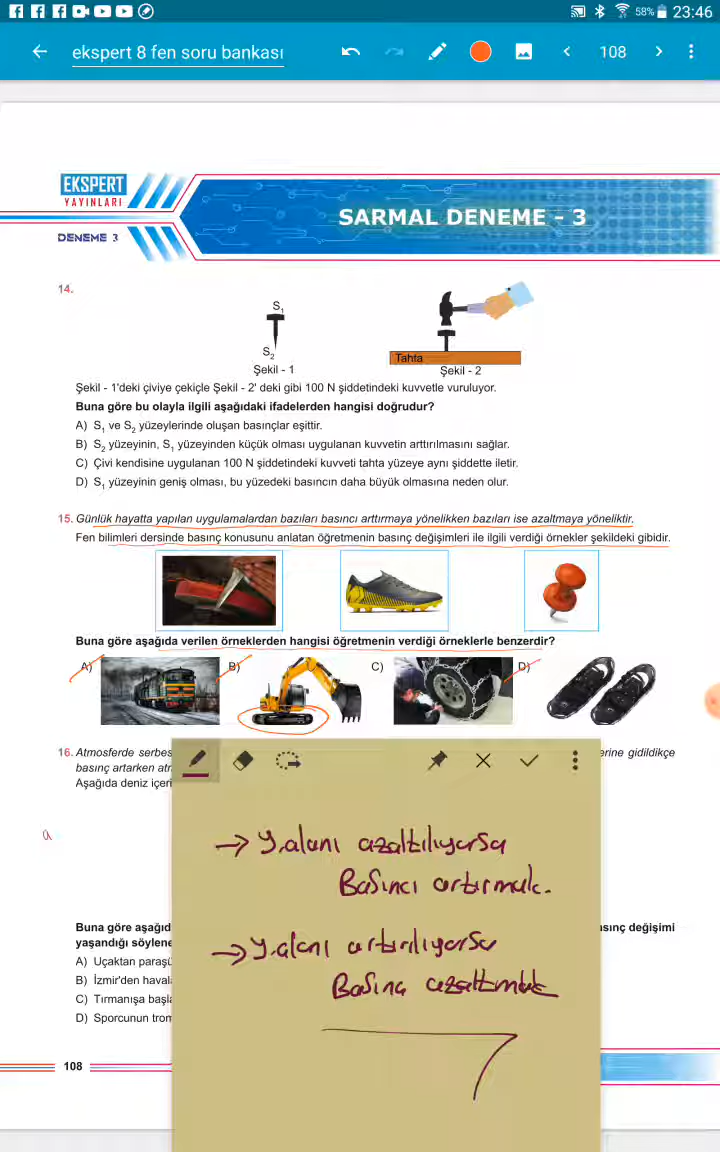 58% 23:46
ekspert 8 fen soru bankası 108
EKSPERT
YAYINLARI
DENEME 3
SARMAL DENEME - 3
14.
S1
S2
Şekil - 1
Tahta
Şekil - 2
Şekil - 1'deki çiviye çekiçle Şekil - 2' deki gibi 100 N şiddetindeki kuvvetle vuruluyor.
Buna göre bu olayla ilgili aşağıdaki ifadelerden hangisi doğrudur?
A) S1 ve S2 yüzeylerinde oluşan basınçlar eşittir.
B) S2 yüzeyinin, S1 yüzeyinden küçük olması uygulanan kuvvetin arttırılmasını sağlar.
C) Çivi kendisine uygulanan 100 N şiddetindeki kuvveti tahta yüzeye aynı şiddette iletir.
D) S1 yüzeyinin geniş olması, bu yüzeydeki basıncın daha büyük olmasına neden olur.
15. Günlük hayatta yapılan uygulamalardan bazıları basıncı arttırmaya yönelikken bazıları ise azaltmaya yöneliktir.
Fen bilimleri dersinde basınç konusunu anlatan öğretmenin basınç değişimleri ile ilgili verdiği örnekler şekildeki gibidir.
Buna göre aşağıda verilen örneklerden hangisi öğretmenin verdiği örneklerle benzerdir?
A) B) C) D)
16. Atmosferde serbes erine gidildikçe
basınç artarken atr
Aşağıda deniz içeri
→ Y.alanı azaltılıyorsa
Basıncı artırmak.
→ Y.alanı artırılıyorsa
Basıncı azaltmak
Buna göre aşağıd asınç değişimi
yaşandığı söylene
A) Uçaktan paraşü
B) İzmir'den havala
C) Tırmanışa başla
D) Sporcunun tron
108